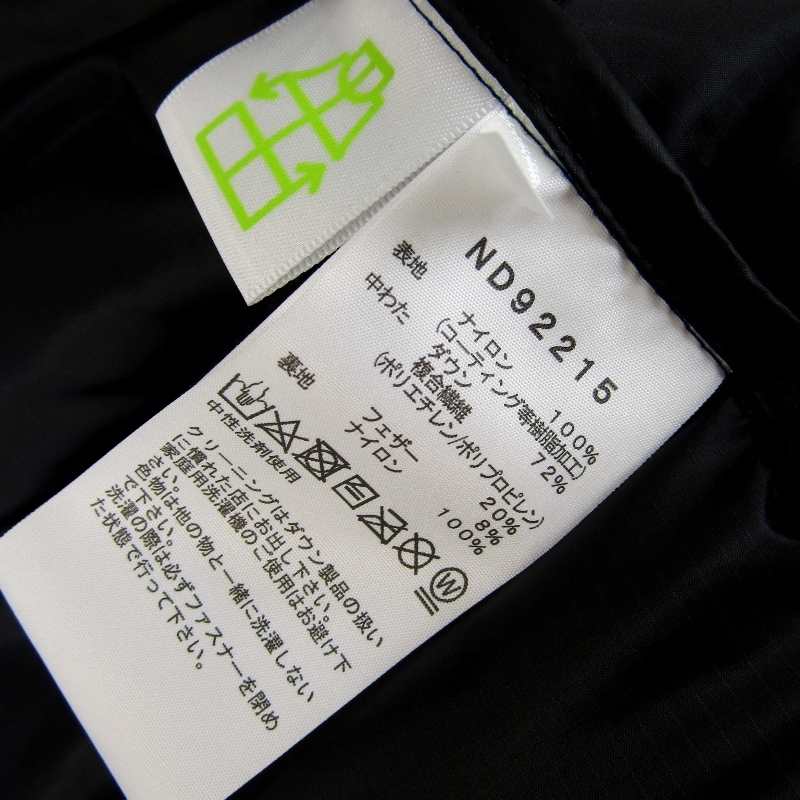 ND92215
表地 ナイロン 100%
(コーティング等樹脂加工)
中わた ダウン 72%
複合繊維
(ポリエチレン/ポリプロピレン)
20%
フェザー 8%
裏地 ナイロン 100%
W
中性洗剤使用
クリーニングはダウン製品の扱い
に慣れた店にお出し下さい。
家庭用洗濯機のご使用はお避け下
さい。
色物は他の物と一緒に洗濯しない
で下さい。
洗濯の際は必ずファスナーを閉め
た状態で行って下さい。